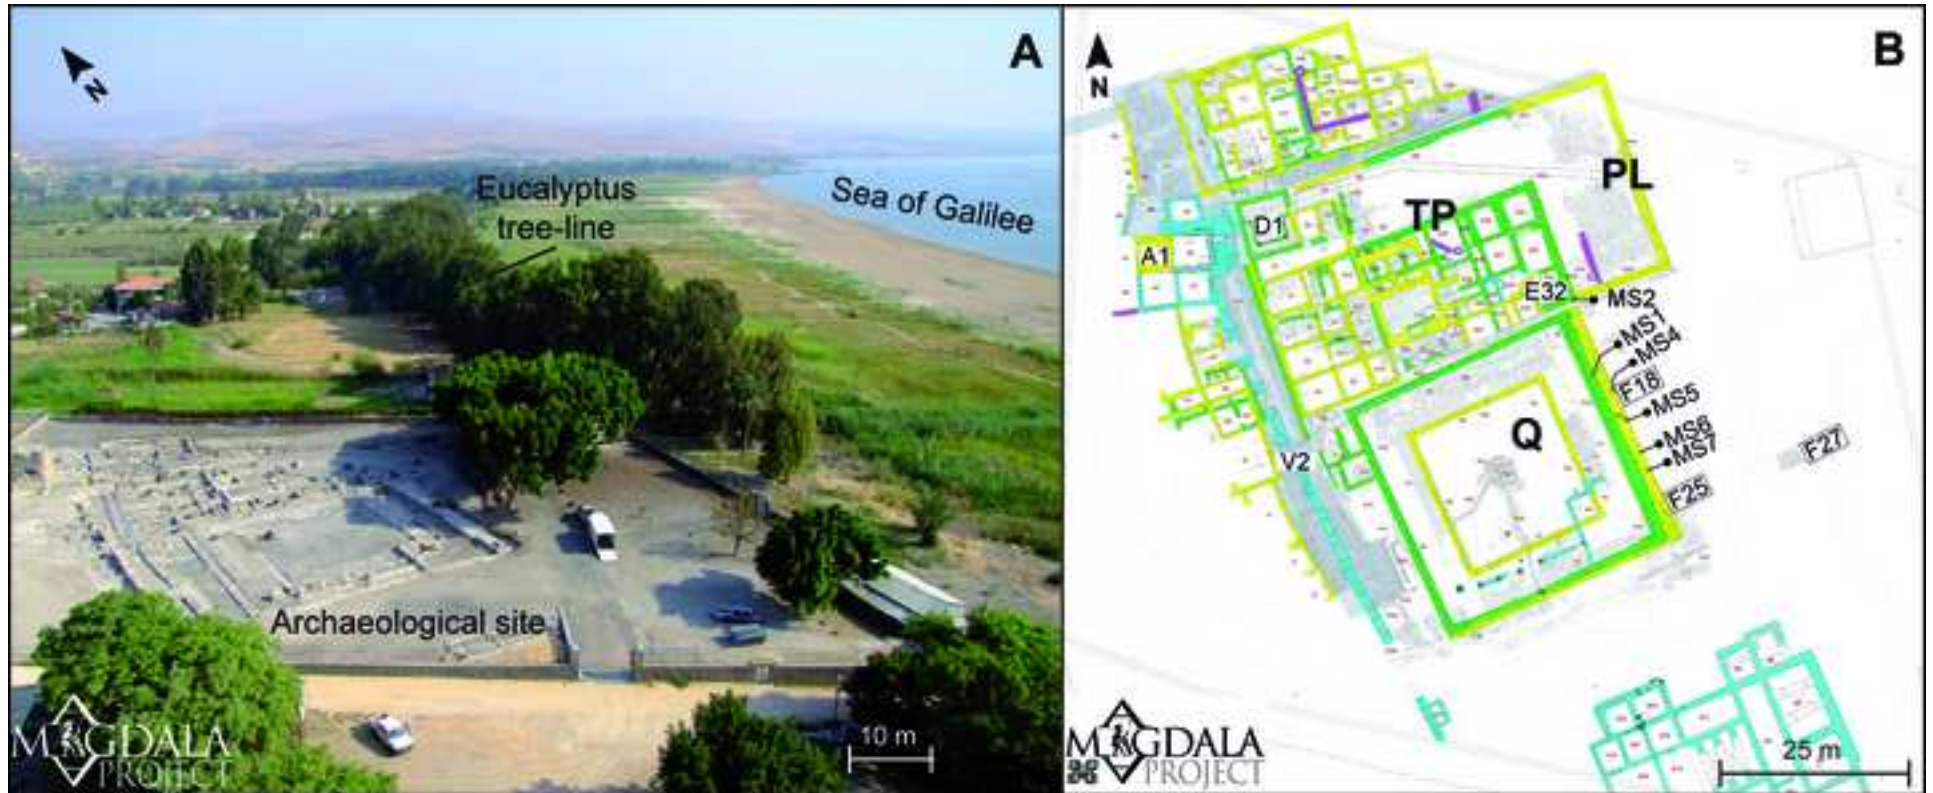 A
N
Eucalyptus
tree-line
Sea of Galilee
Archaeological site
10 m
MAGDALA
PROJECT
B
N
PL
TP
D1
A1
E32
MS2
MS1
MS4
F18
MS5
MS6
MS7
Q
V2
F27
F25
25 m
MAGDALA
PROJECT